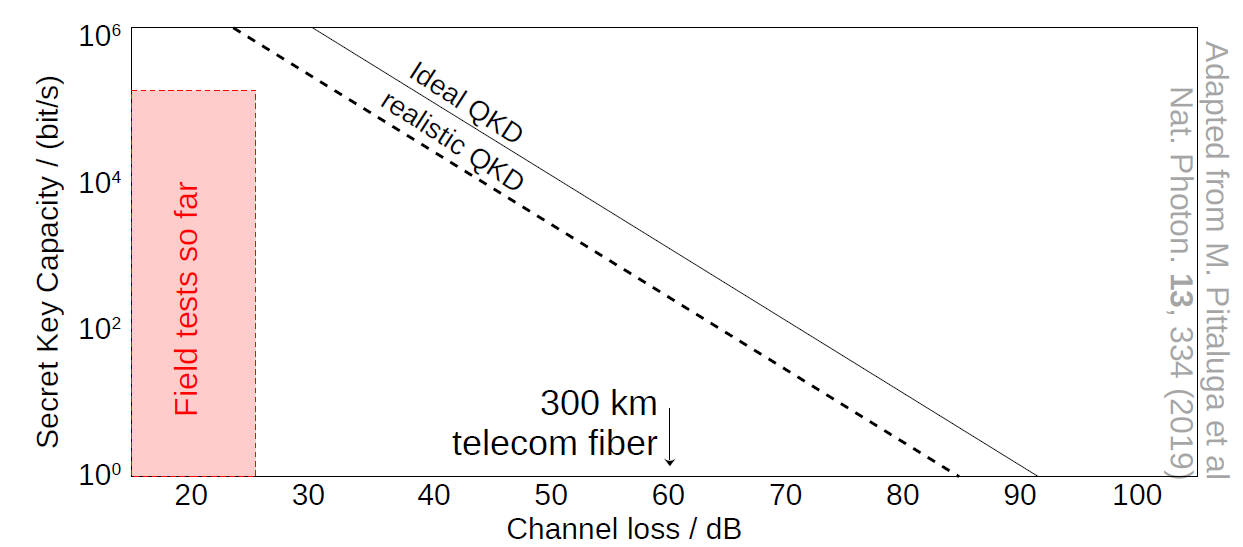 10⁶
10⁴
10²
10⁰
Secret Key Capacity / (bit/s)
Field tests so far
Ideal QKD
realistic QKD
300 km
telecom fiber
20 30 40 50 60 70 80 90 100
Channel loss / dB
Adapted from M. Pittaluga et al
Nat. Photon. 13, 334 (2019)